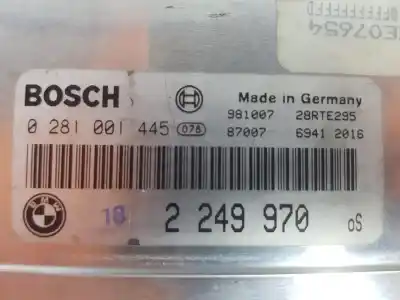 BOSCH
Made in Germany
981007 28RTE295
0 281 001 445 078 87007 6941 2016
BMW
18 2 249 970 oS